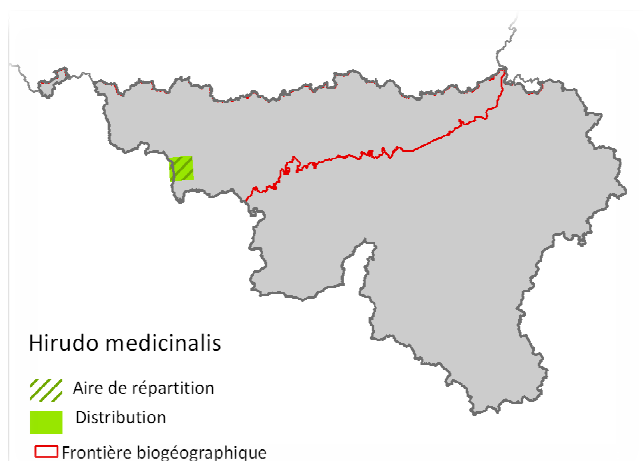 Hirudo medicinalis
Aire de répartition
Distribution
Frontière biogéographique